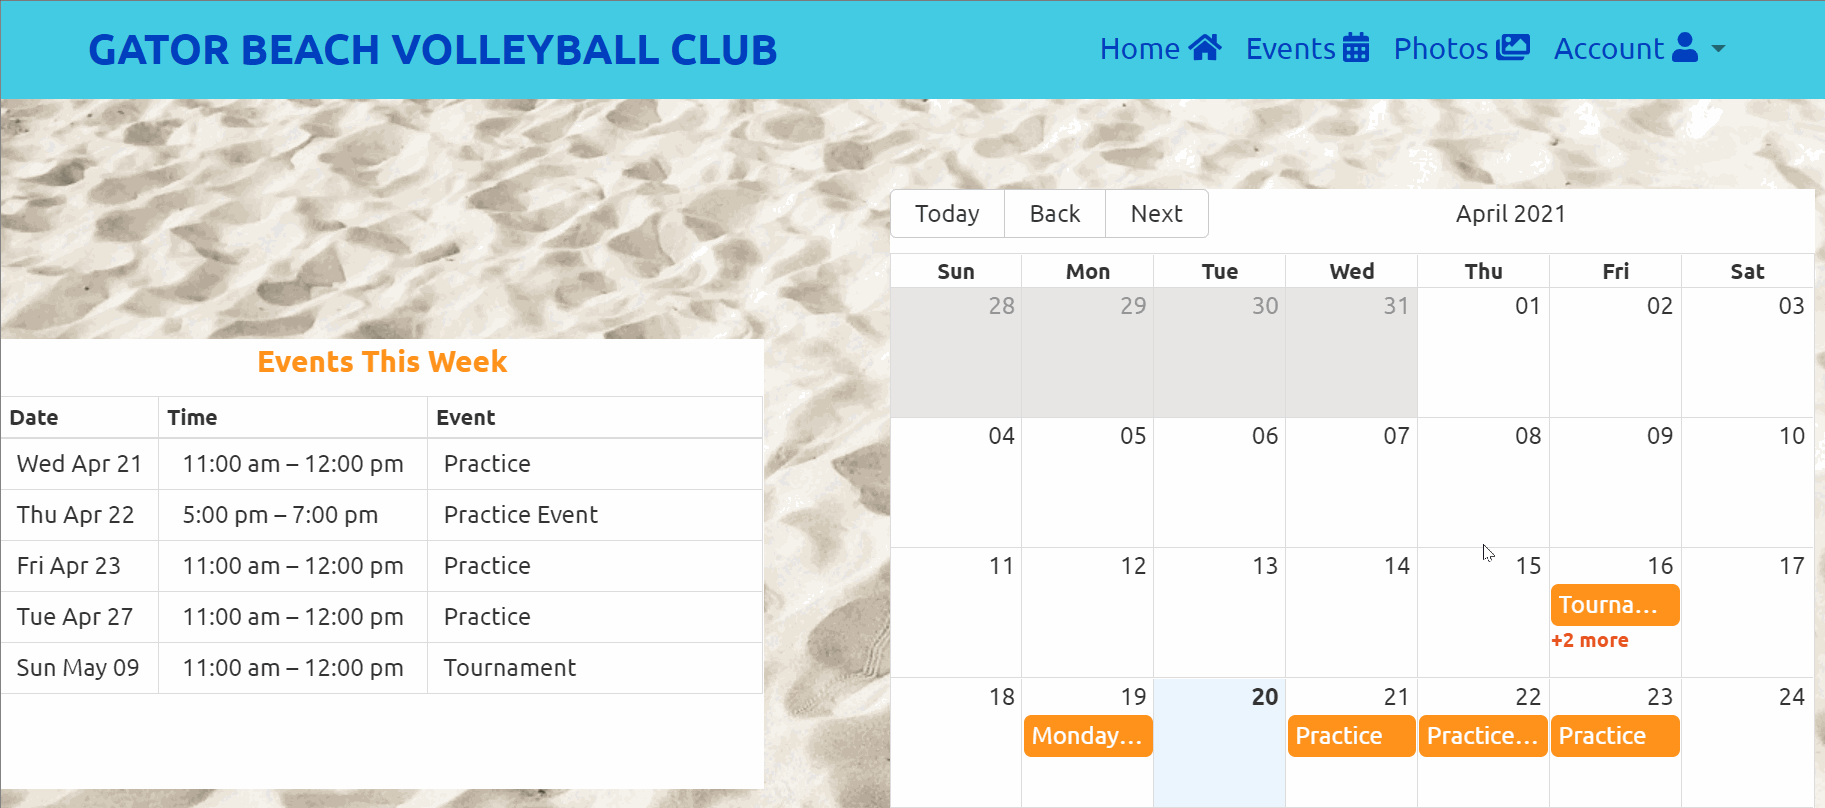 GATOR BEACH VOLLEYBALL CLUB
Home Events Photos Account
Events This Week
Date Time Event
Wed Apr 21 11:00 am – 12:00 pm Practice
Thu Apr 22 5:00 pm – 7:00 pm Practice Event
Fri Apr 23 11:00 am – 12:00 pm Practice
Tue Apr 27 11:00 am – 12:00 pm Practice
Sun May 09 11:00 am – 12:00 pm Tournament
Today Back Next April 2021
Sun Mon Tue Wed Thu Fri Sat
28 29 30 31 01 02 03
04 05 06 07 08 09 10
11 12 13 14 15 16 17
Tourna…
+2 more
18 19 20 21 22 23 24
Monday… Practice Practice… Practice